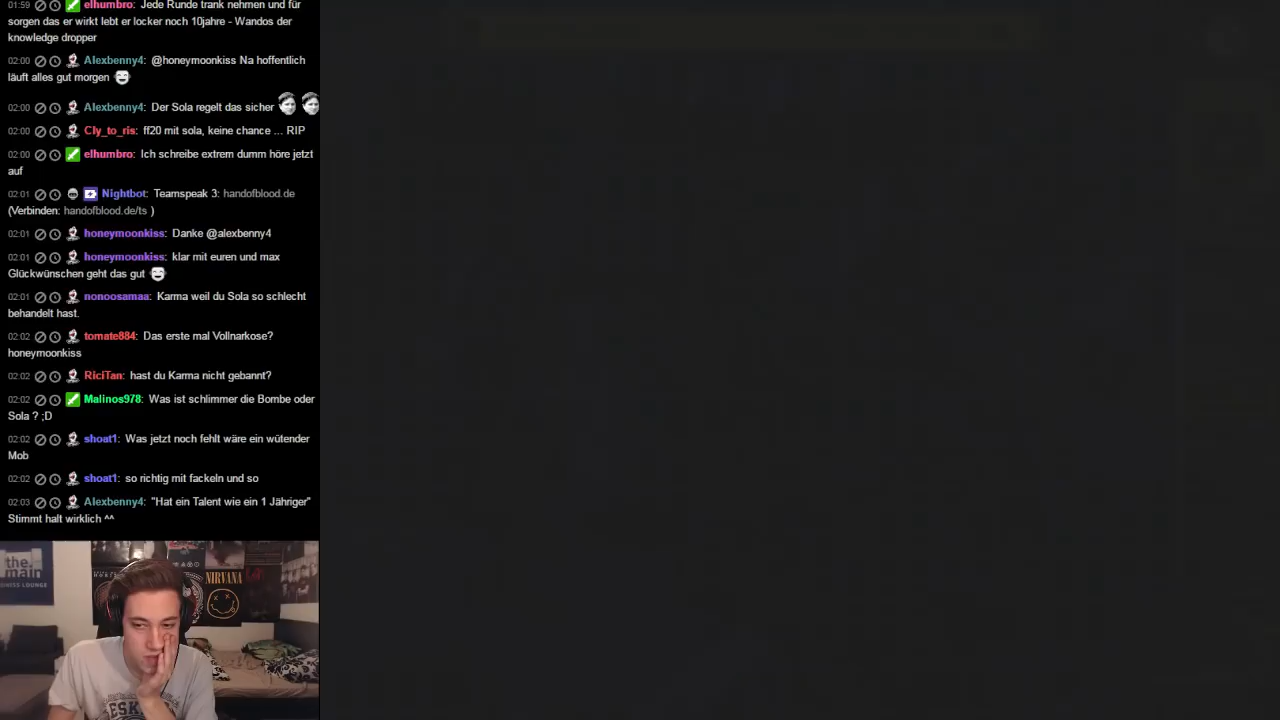 01:59 elhumbro: Jede Runde trank nehmen und für
sorgen das er wirkt lebt er locker noch 10jahre - Wandos der
knowledge dropper
02:00 Alexbenny4: @honeymoonkiss Na hoffentlich
läuft alles gut morgen
02:00 Alexbenny4: Der Sola regelt das sicher
02:00 Cly_to_ris: ff20 mit sola, keine chance ... RIP
02:00 elhumbro: Ich schreibe extrem dumm höre jetzt
auf
02:01 Nightbot: Teamspeak 3: handofblood.de
(Verbinden: handofblood.de/ts )
02:01 honeymoonkiss: Danke @alexbenny4
02:01 honeymoonkiss: klar mit euren und max
Glückwünschen geht das gut
02:01 nonoosamaa: Karma weil du Sola so schlecht
behandelt hast.
02:02 tomate884: Das erste mal Vollnarkose?
honeymoonkiss
02:02 RiciTan: hast du Karma nicht gebannt?
02:02 Malinos978: Was ist schlimmer die Bombe oder
Sola ? ;D
02:02 shoat1: Was jetzt noch fehlt wäre ein wütender
Mob
02:02 shoat1: so richtig mit fackeln und so
02:03 Alexbenny4: "Hat ein Talent wie ein 1 Jähriger"
Stimmt halt wirklich ^^
the
main
NESS LOUNGE
NIRVANA